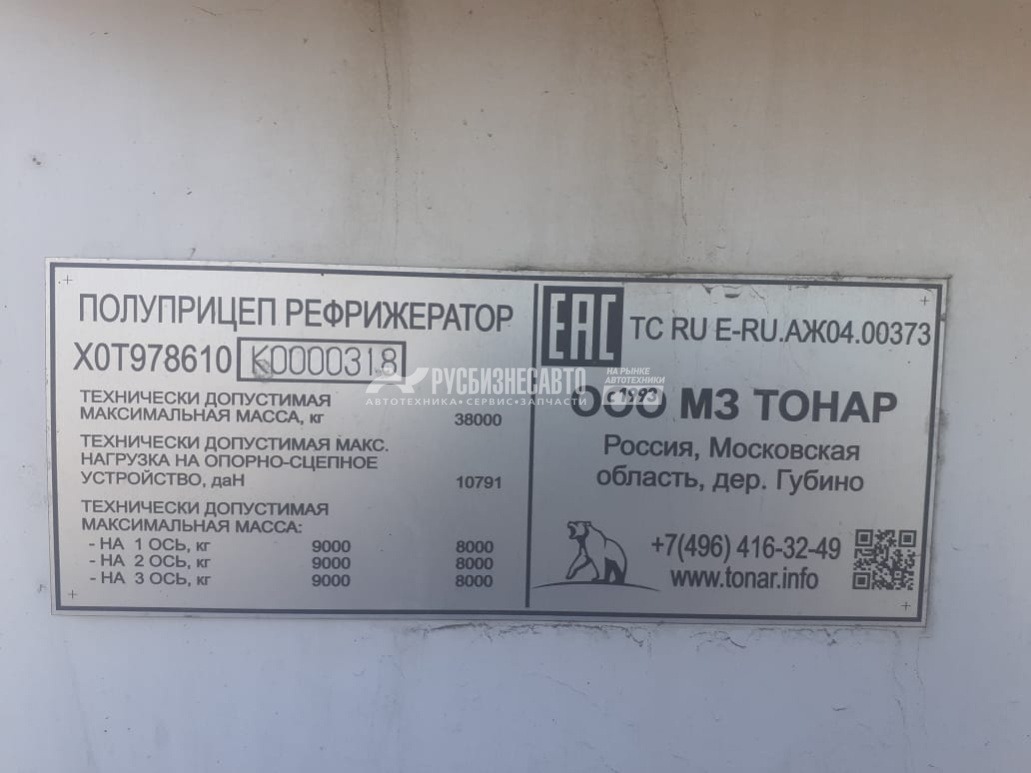 ПОЛУПРИЦЕП РЕФРИЖЕРАТОР
X0T978610 K0000318
ТЕХНИЧЕСКИ ДОПУСТИМАЯ
МАКСИМАЛЬНАЯ МАССА, кг 38000
ТЕХНИЧЕСКИ ДОПУСТИМАЯ МАКС.
НАГРУЗКА НА ОПОРНО-СЦЕПНОЕ
УСТРОЙСТВО, даН 10791
ТЕХНИЧЕСКИ ДОПУСТИМАЯ
МАКСИМАЛЬНАЯ МАССА:
- НА 1 ОСЬ, кг 9000 8000
- НА 2 ОСЬ, кг 9000 8000
- НА 3 ОСЬ, кг 9000 8000
EAC TC RU E-RU.АЖ04.00373
ООО МЗ ТОНАР
Россия, Московская
область, дер. Губино
+7(496) 416-32-49
www.tonar.info
РУСБИЗНЕСАВТО
АВТОТЕХНИКА • СЕРВИС • ЗАПЧАСТИ
НА РЫНКЕ
АВТОТЕХНИКИ
с 1992